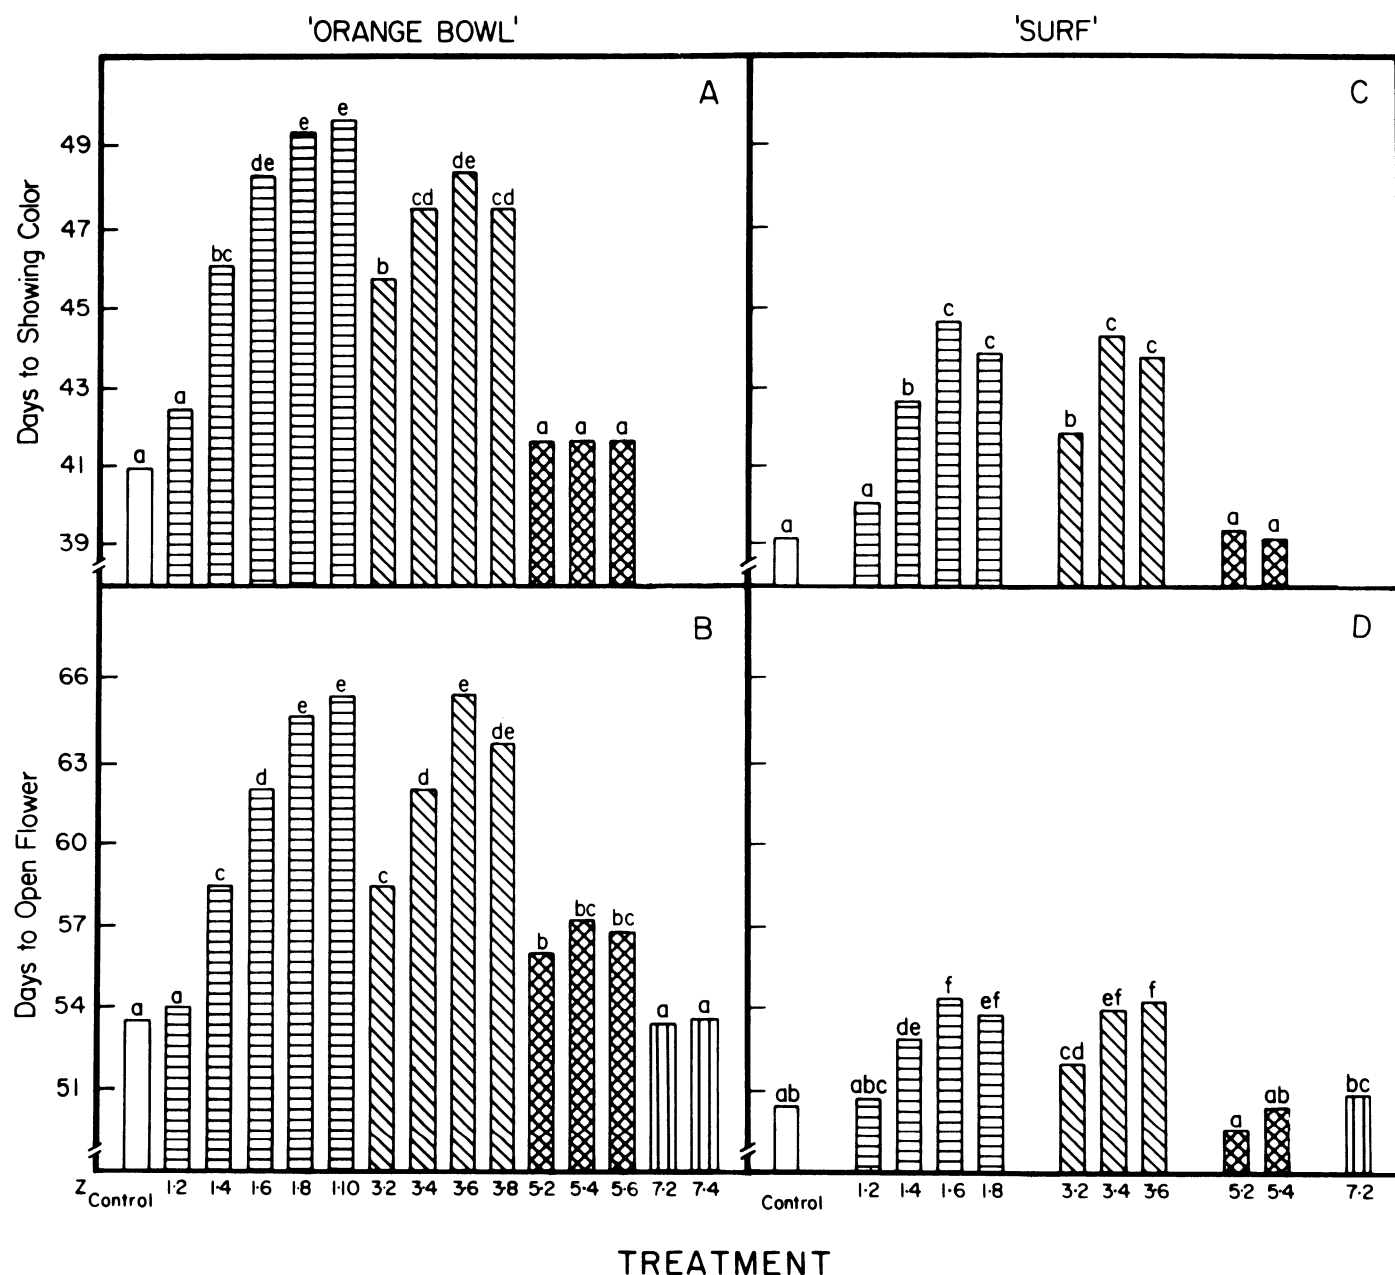 'ORANGE BOWL' 'SURF'
A
e
e
49
de
de
cd
cd
47
bc
b
45
a
43
a
a
a
a
41
39
Days to Showing Color
C
c
c
c
c
b
b
a
a
a
a
B
66
e
e
e
de
63
d
d
60
c
c
57
bc
bc
b
54
a
a
a
a
51
Days to Open Flower
D
f
f
ef
ef
de
cd
ab
abc
a
ab
bc
Z Control 1·2 1·4 1·6 1·8 1·10 3·2 3·4 3·6 3·8 5·2 5·4 5·6 7·2 7·4
Control 1·2 1·4 1·6 1·8 3·2 3·4 3·6 5·2 5·4 7·2
TREATMENT